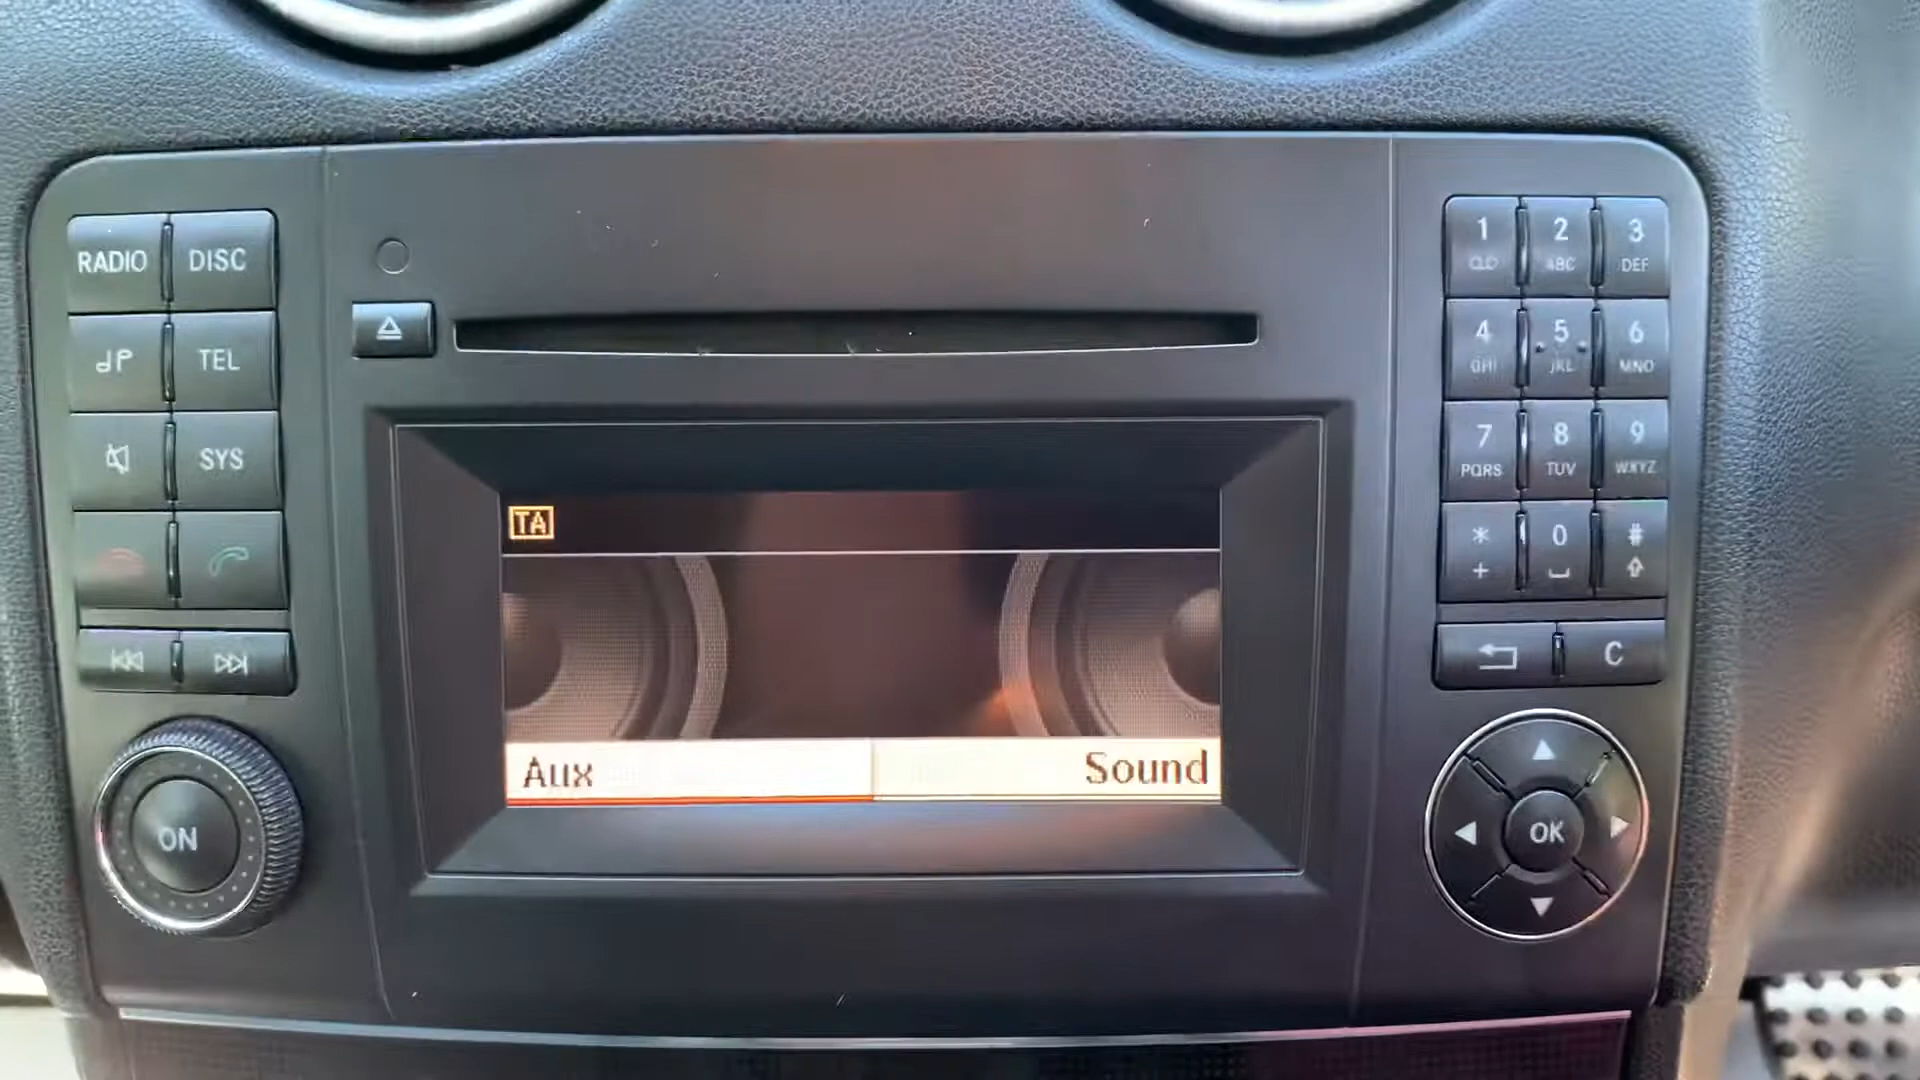 RADIO DISC
TEL
SYS
ON
TA
Aux Sound
1 2 3
ABC DEF
4 5 6
GHI JKL MNO
7 8 9
PQRS TUV WXYZ
* 0 #
+
C
OK